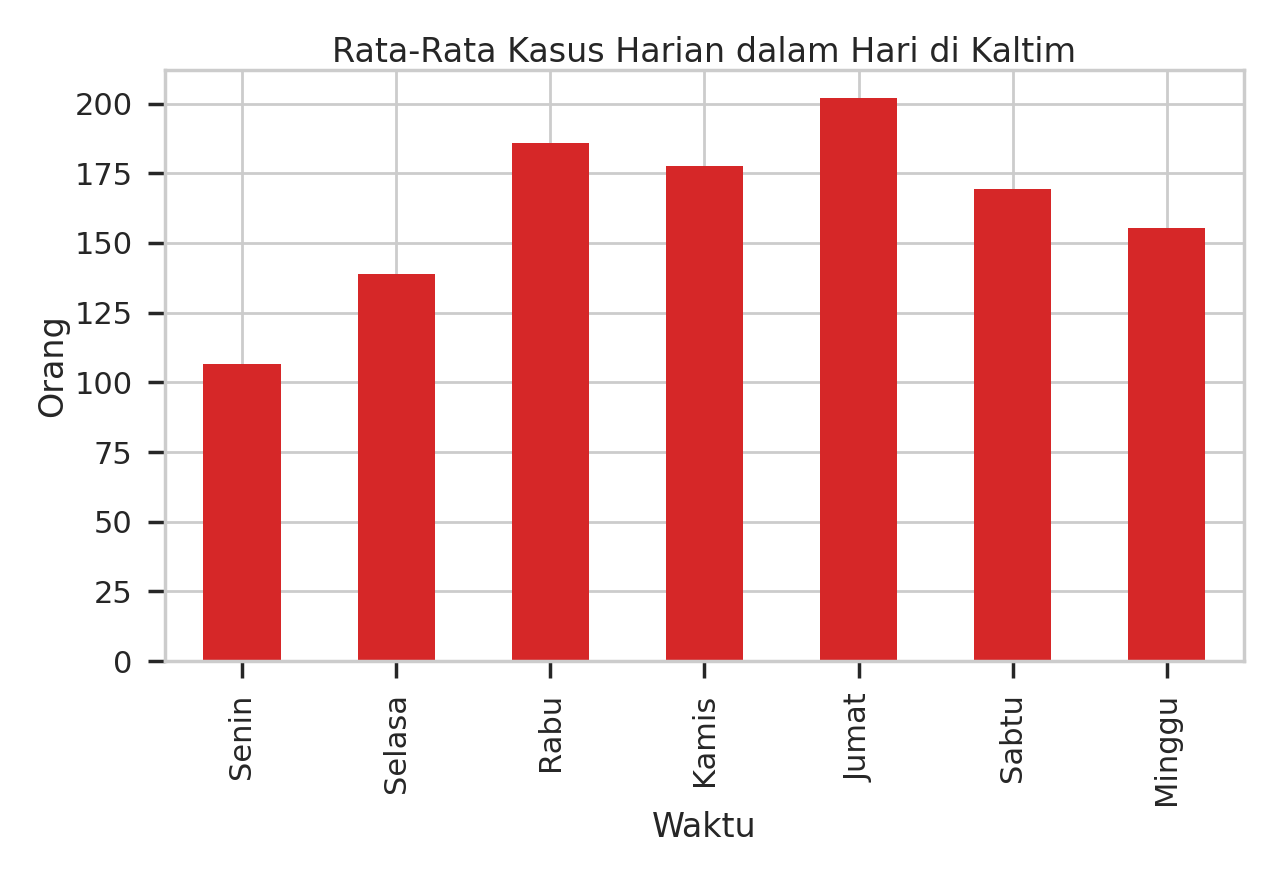 Rata-Rata Kasus Harian dalam Hari di Kaltim
Orang
200
175
150
125
100
75
50
25
0
Senin
Selasa
Rabu
Kamis
Jumat
Sabtu
Minggu
Waktu